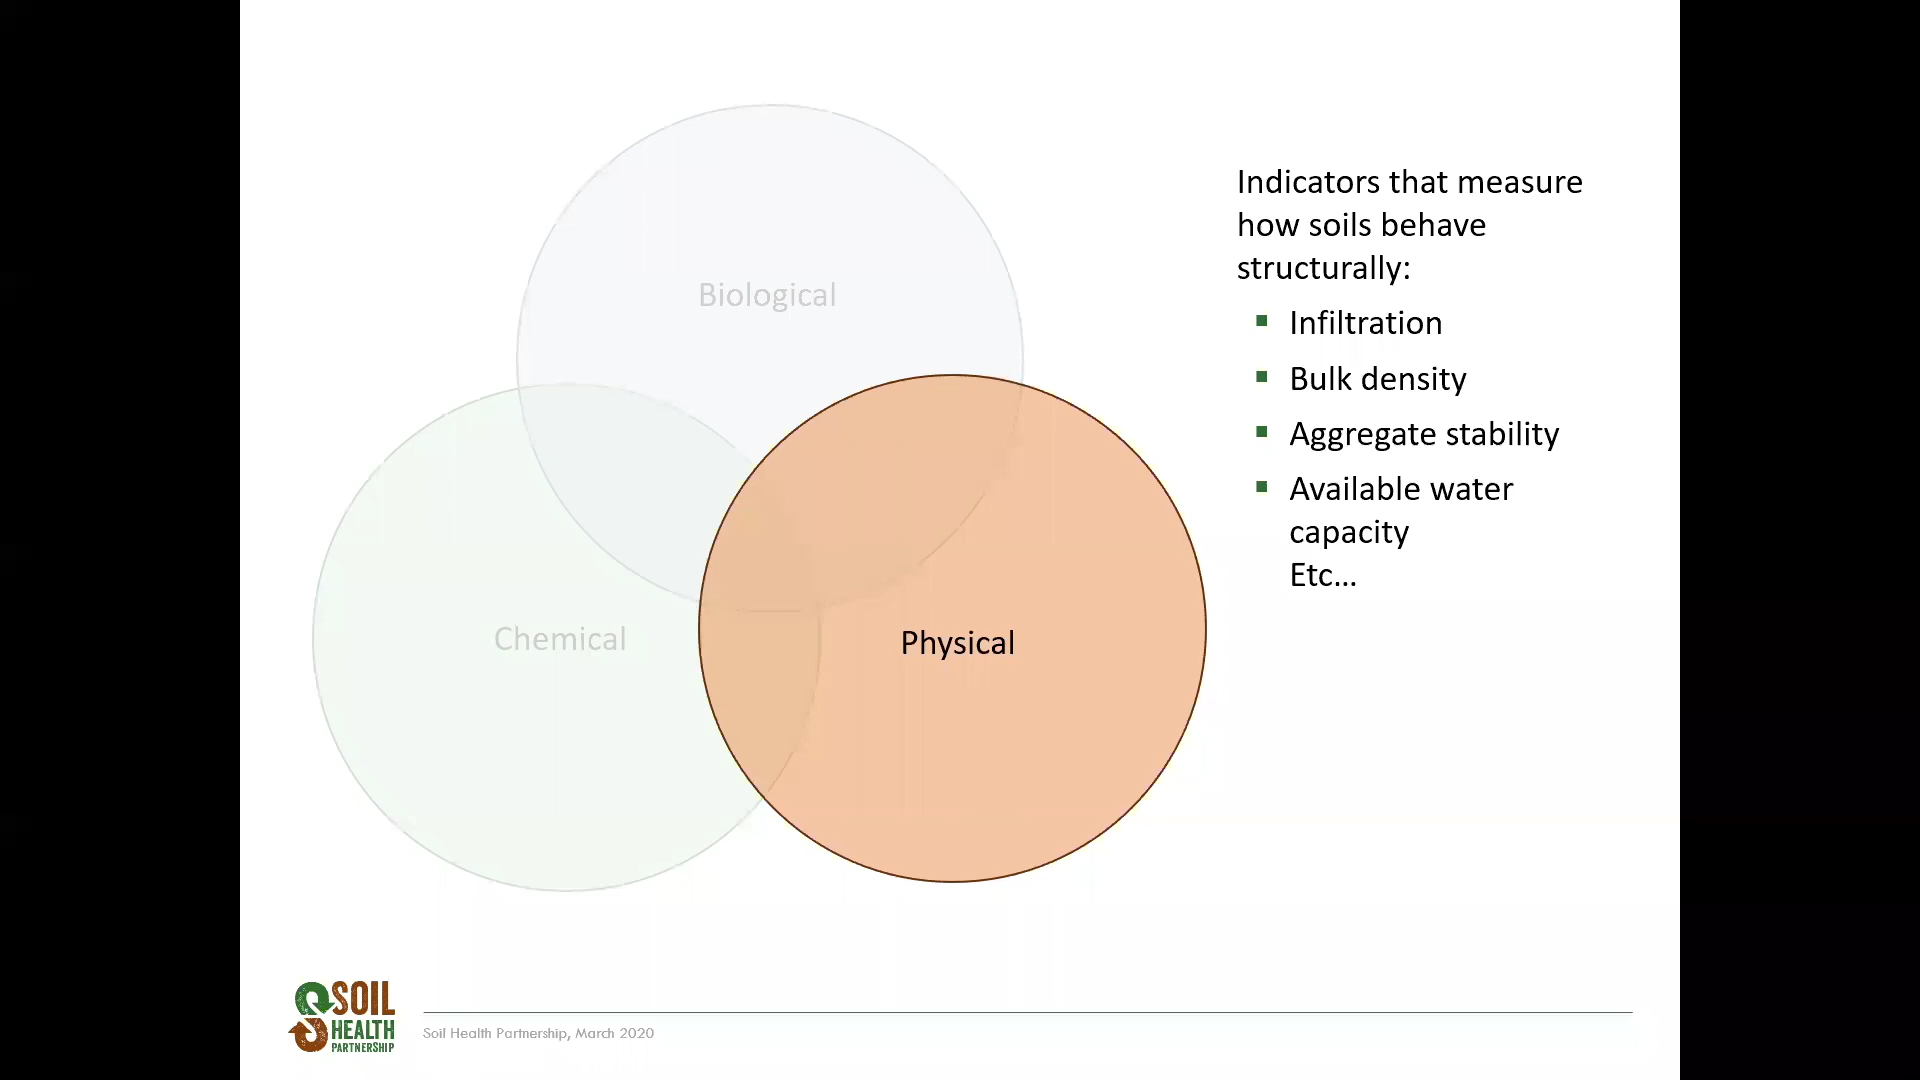 Biological
Chemical
Physical
Indicators that measure
how soils behave
structurally:
Infiltration
Bulk density
Aggregate stability
Available water
capacity
Etc...
SOIL
HEALTH
PARTNERSHIP
Soil Health Partnership, March 2020